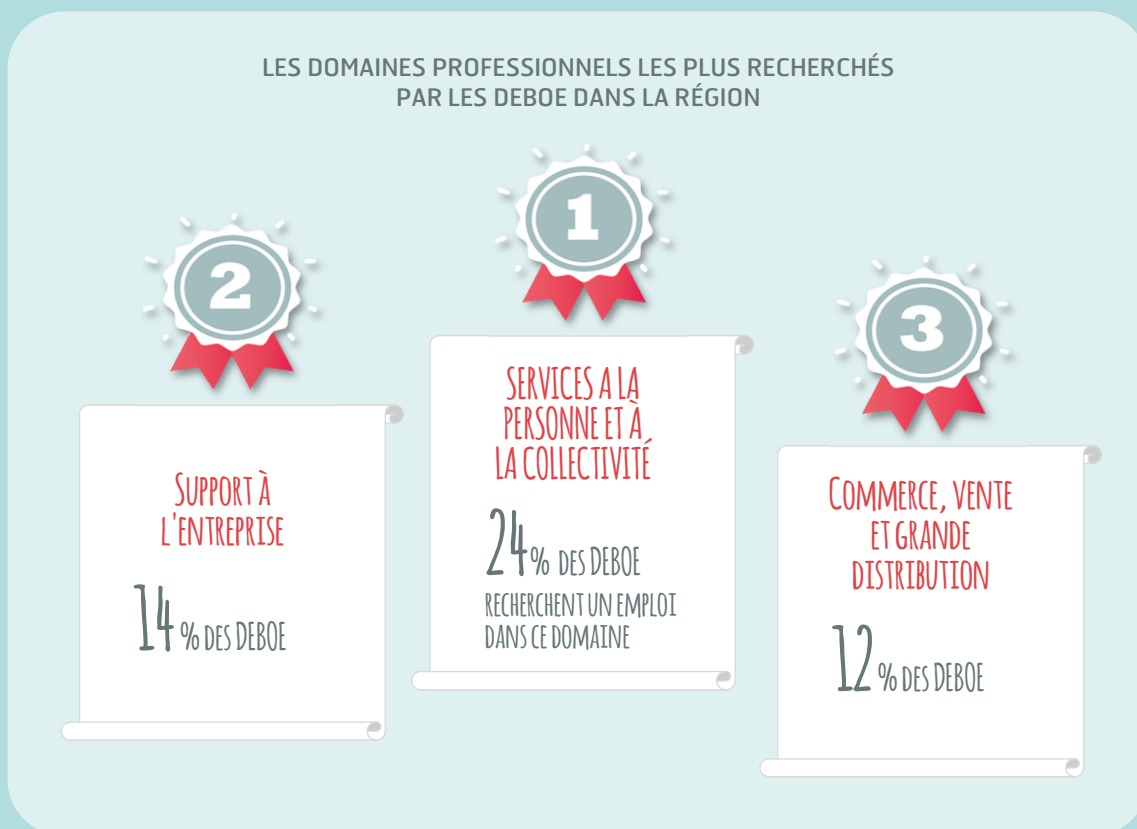 LES DOMAINES PROFESSIONNELS LES PLUS RECHERCHÉS
PAR LES DEBOE DANS LA RÉGION
1
SERVICES A LA
PERSONNE ET À
LA COLLECTIVITÉ
24% DES DEBOE
RECHERCHENT UN EMPLOI
DANS CE DOMAINE
2
SUPPORT À
L'ENTREPRISE
14% DES DEBOE
3
COMMERCE, VENTE
ET GRANDE
DISTRIBUTION
12% DES DEBOE